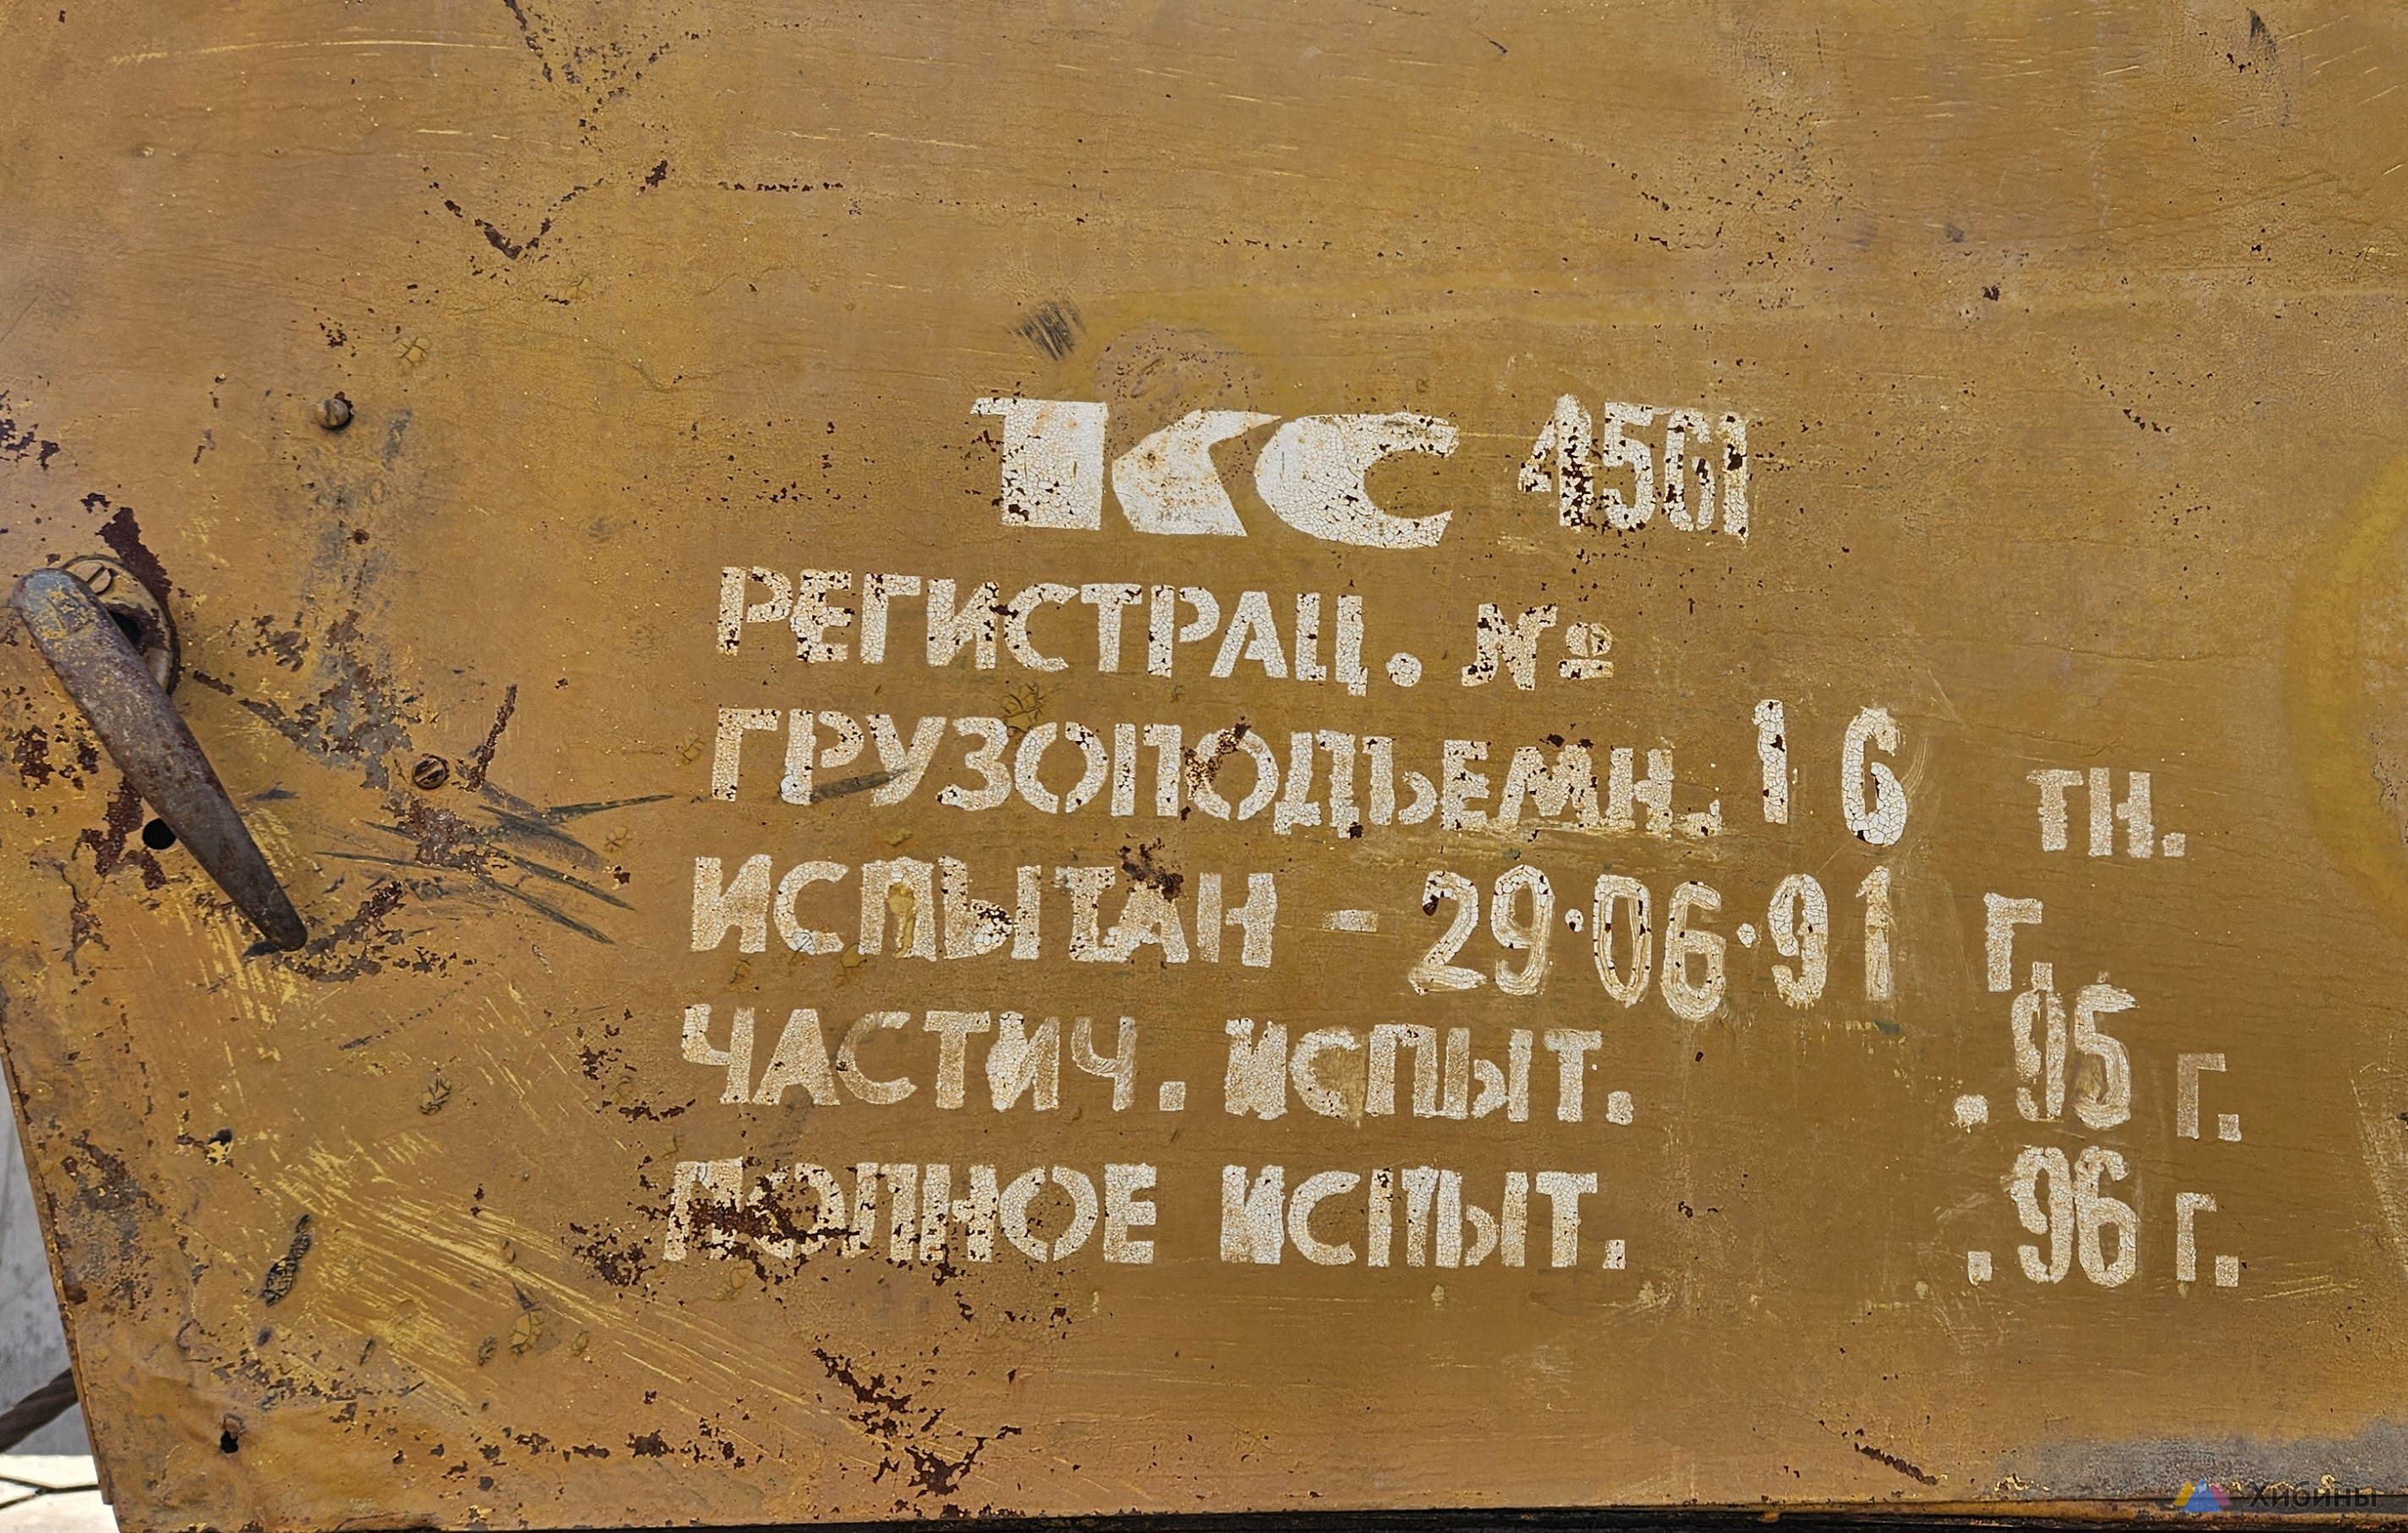 КС 4561
РЕГИСТРАЦ. №
ГРУЗОПОДЪЕМН. 16 ТН.
ИСПЫТАН - 29.06.91 Г.
ЧАСТИЧ. ИСПЫТ. .95 Г.
ПОЛНОЕ ИСПЫТ. .96 Г.
Хибины